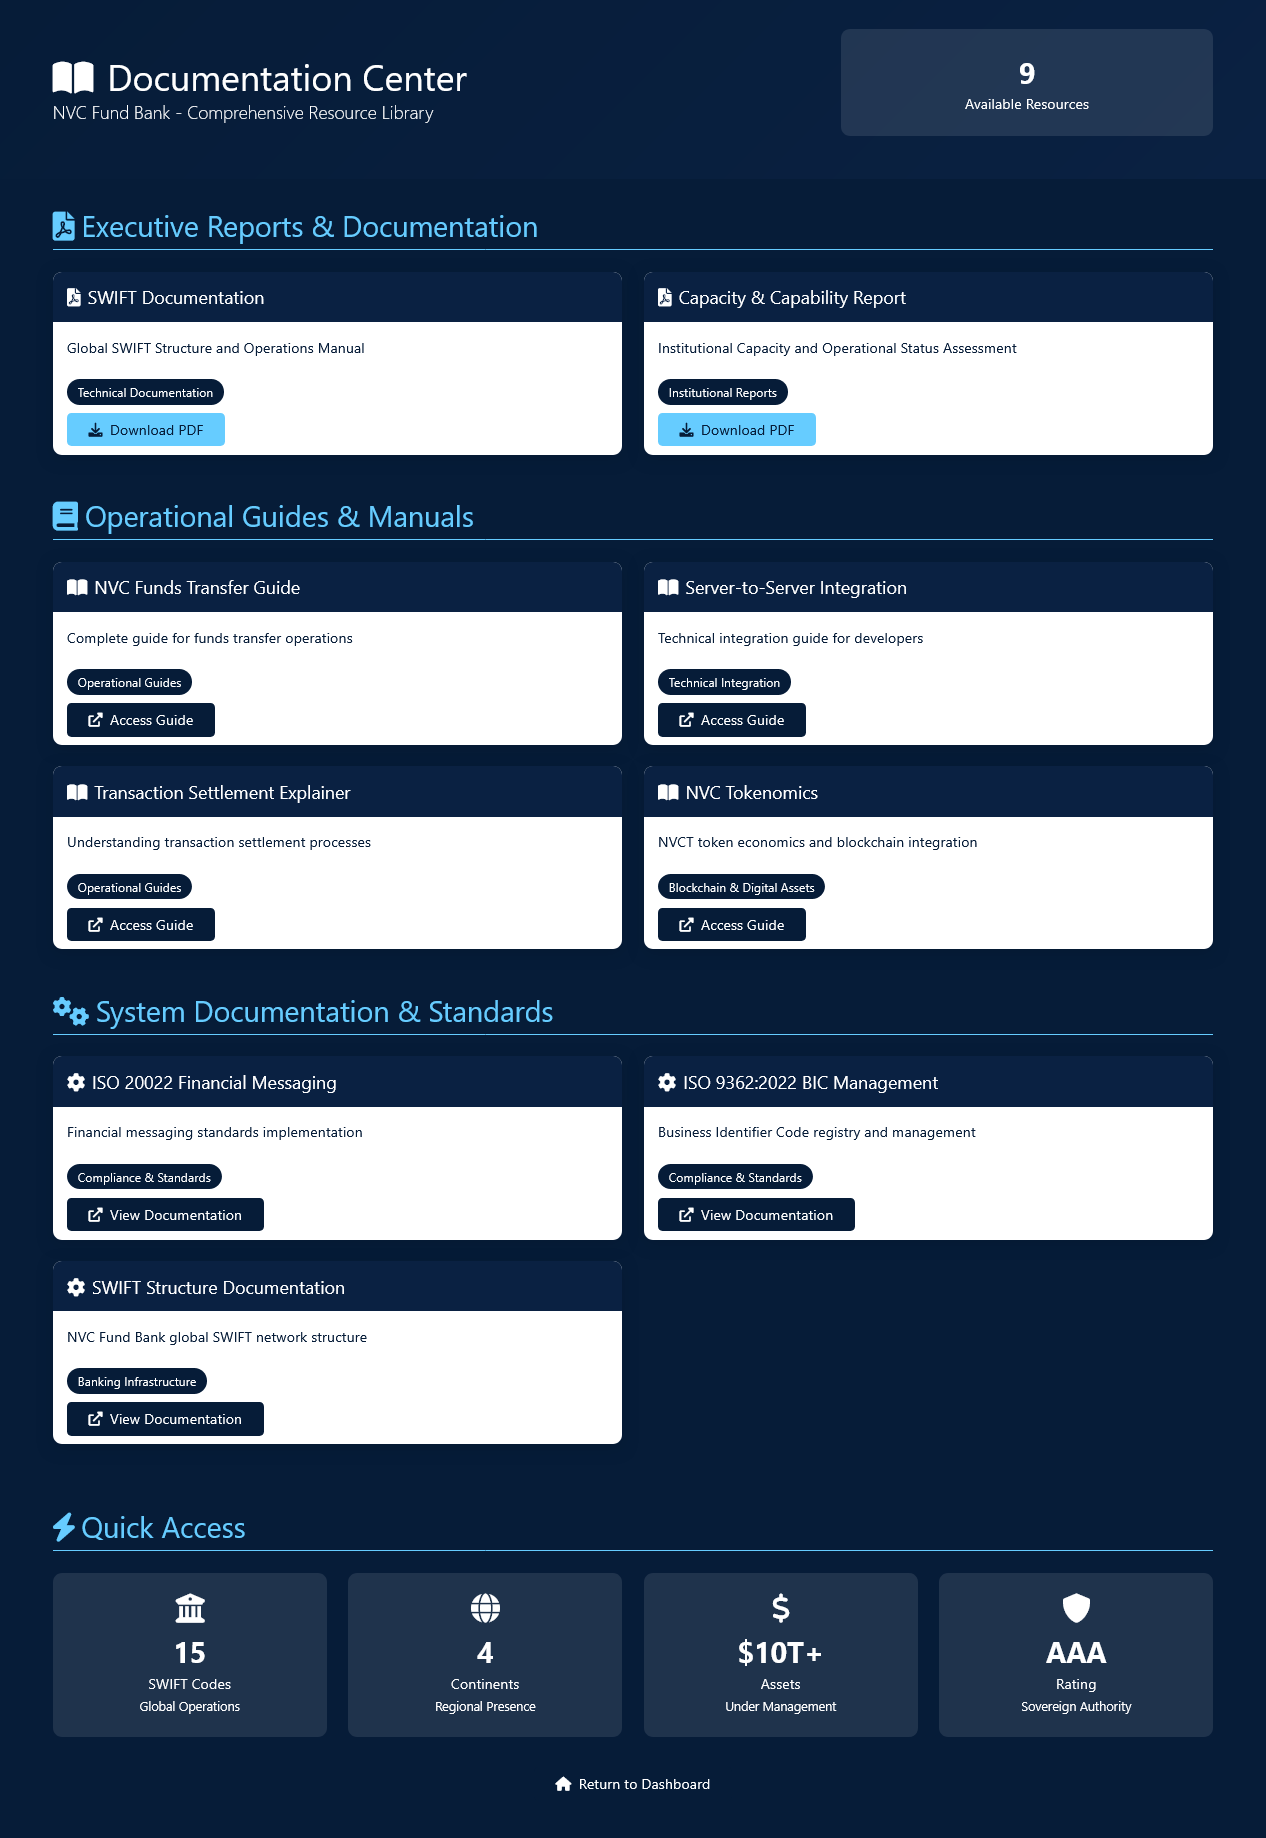 Documentation Center
NVC Fund Bank - Comprehensive Resource Library
9
Available Resources
Executive Reports & Documentation
SWIFT Documentation
Global SWIFT Structure and Operations Manual
Technical Documentation
Download PDF
Capacity & Capability Report
Institutional Capacity and Operational Status Assessment
Institutional Reports
Download PDF
Operational Guides & Manuals
NVC Funds Transfer Guide
Complete guide for funds transfer operations
Operational Guides
Access Guide
Server-to-Server Integration
Technical integration guide for developers
Technical Integration
Access Guide
Transaction Settlement Explainer
Understanding transaction settlement processes
Operational Guides
Access Guide
NVC Tokenomics
NVCT token economics and blockchain integration
Blockchain & Digital Assets
Access Guide
System Documentation & Standards
ISO 20022 Financial Messaging
Financial messaging standards implementation
Compliance & Standards
View Documentation
ISO 9362:2022 BIC Management
Business Identifier Code registry and management
Compliance & Standards
View Documentation
SWIFT Structure Documentation
NVC Fund Bank global SWIFT network structure
Banking Infrastructure
View Documentation
Quick Access
15
SWIFT Codes
Global Operations
4
Continents
Regional Presence
$10T+
Assets
Under Management
AAA
Rating
Sovereign Authority
Return to Dashboard